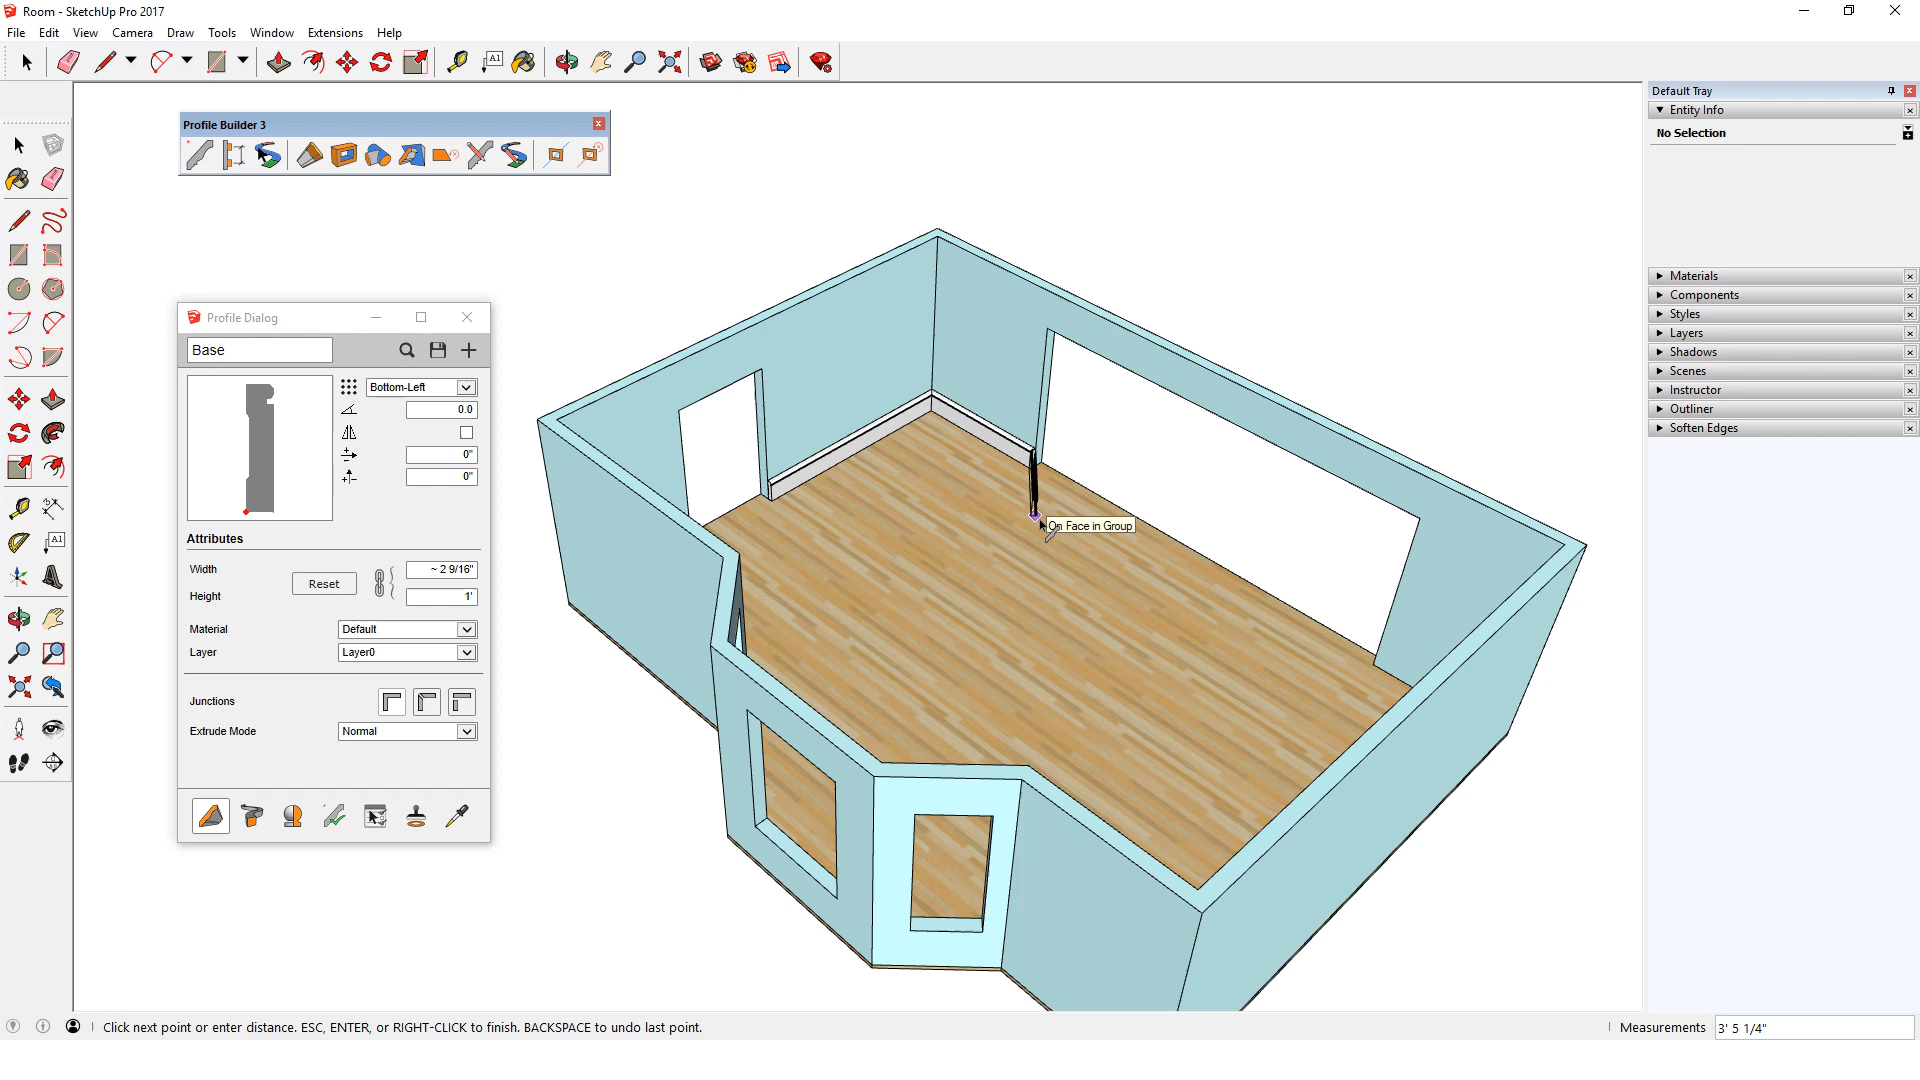 Room - SketchUp Pro 2017
File Edit View Camera Draw Tools Window Extensions Help
A1
Default Tray
Entity Info
No Selection
Profile Builder 3
Materials
Components
Styles
Layers
Shadows
Scenes
Instructor
Outliner
Soften Edges
Profile Dialog
Base
Bottom-Left
0.0
0"
0"
Attributes
Width ~ 2 9/16"
Reset
Height 1'
Material Default
Layer Layer0
Junctions
Extrude Mode Normal
A1
On Face in Group
Click next point or enter distance. ESC, ENTER, or RIGHT-CLICK to finish. BACKSPACE to undo last point.
Measurements 3' 5 1/4"